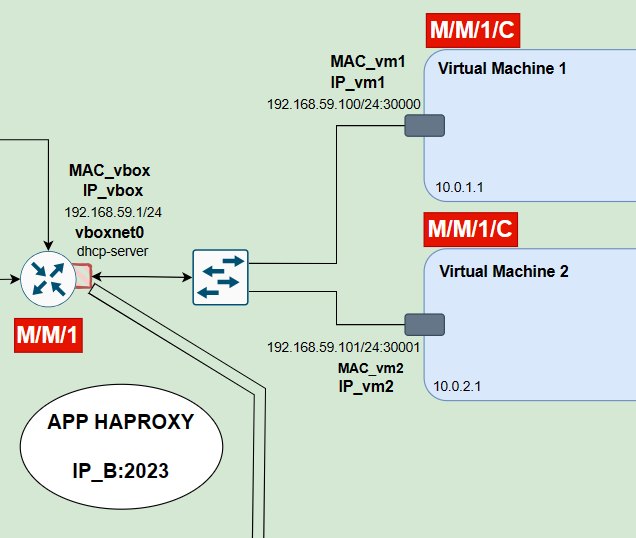 M/M/1/C
MAC_vm1
IP_vm1
192.168.59.100/24:30000
Virtual Machine 1
10.0.1.1
MAC_vbox
IP_vbox
192.168.59.1/24
vboxnet0
dhcp-server
M/M/1
M/M/1/C
Virtual Machine 2
192.168.59.101/24:30001
MAC_vm2
IP_vm2
10.0.2.1
APP HAPROXY
IP_B:2023